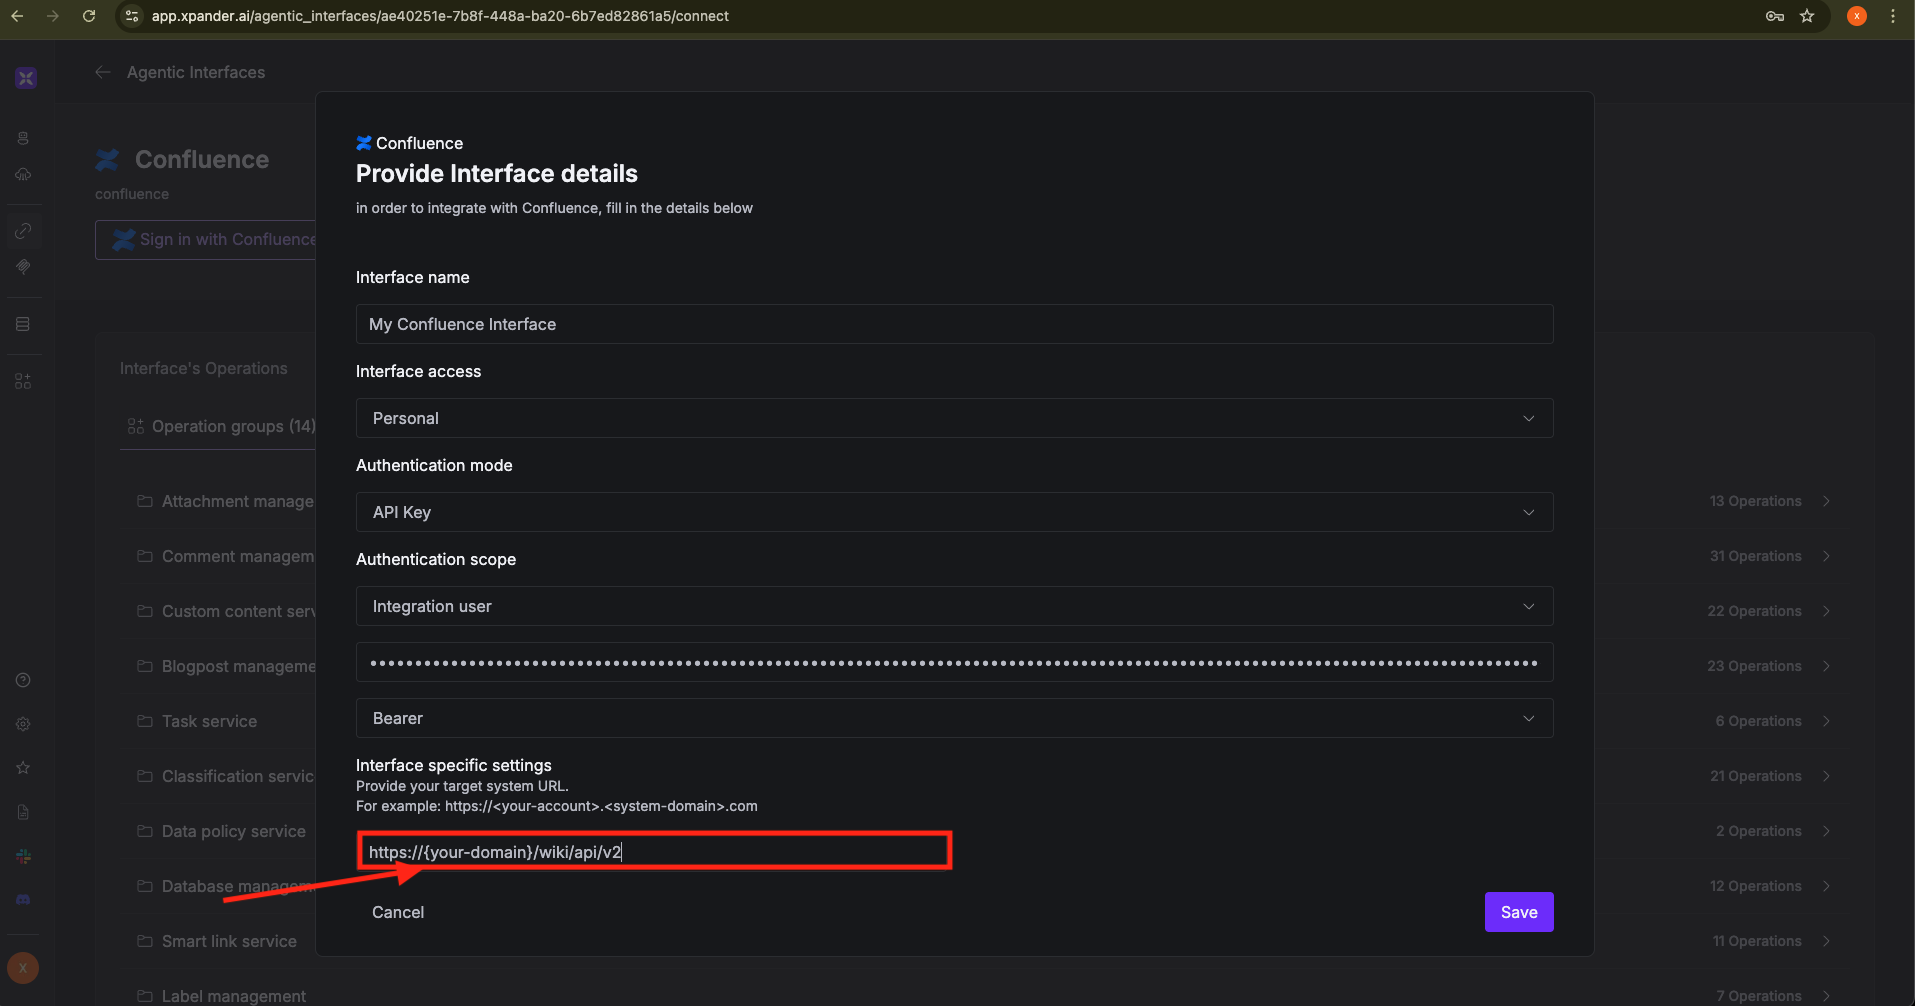 app.xpander.ai/agentic_interfaces/ae40251e-7b8f-448a-ba20-6b7ed82861a5/connect
x
Agentic Interfaces
Confluence
confluence
Sign in with Confluence
Interface's Operations
Operation groups (14)
Attachment manage
13 Operations
Comment managem
31 Operations
Custom content serv
22 Operations
Blogpost manageme
23 Operations
Task service
6 Operations
Classification servic
21 Operations
Data policy service
2 Operations
Database managem
12 Operations
Smart link service
11 Operations
Label management
7 Operations
X
Confluence
Provide Interface details
in order to integrate with Confluence, fill in the details below
Interface name
My Confluence Interface
Interface access
Personal
Authentication mode
API Key
Authentication scope
Integration user
Bearer
Interface specific settings
Provide your target system URL.
For example: https://<your-account>.<system-domain>.com
https://{your-domain}/wiki/api/v2
Cancel
Save